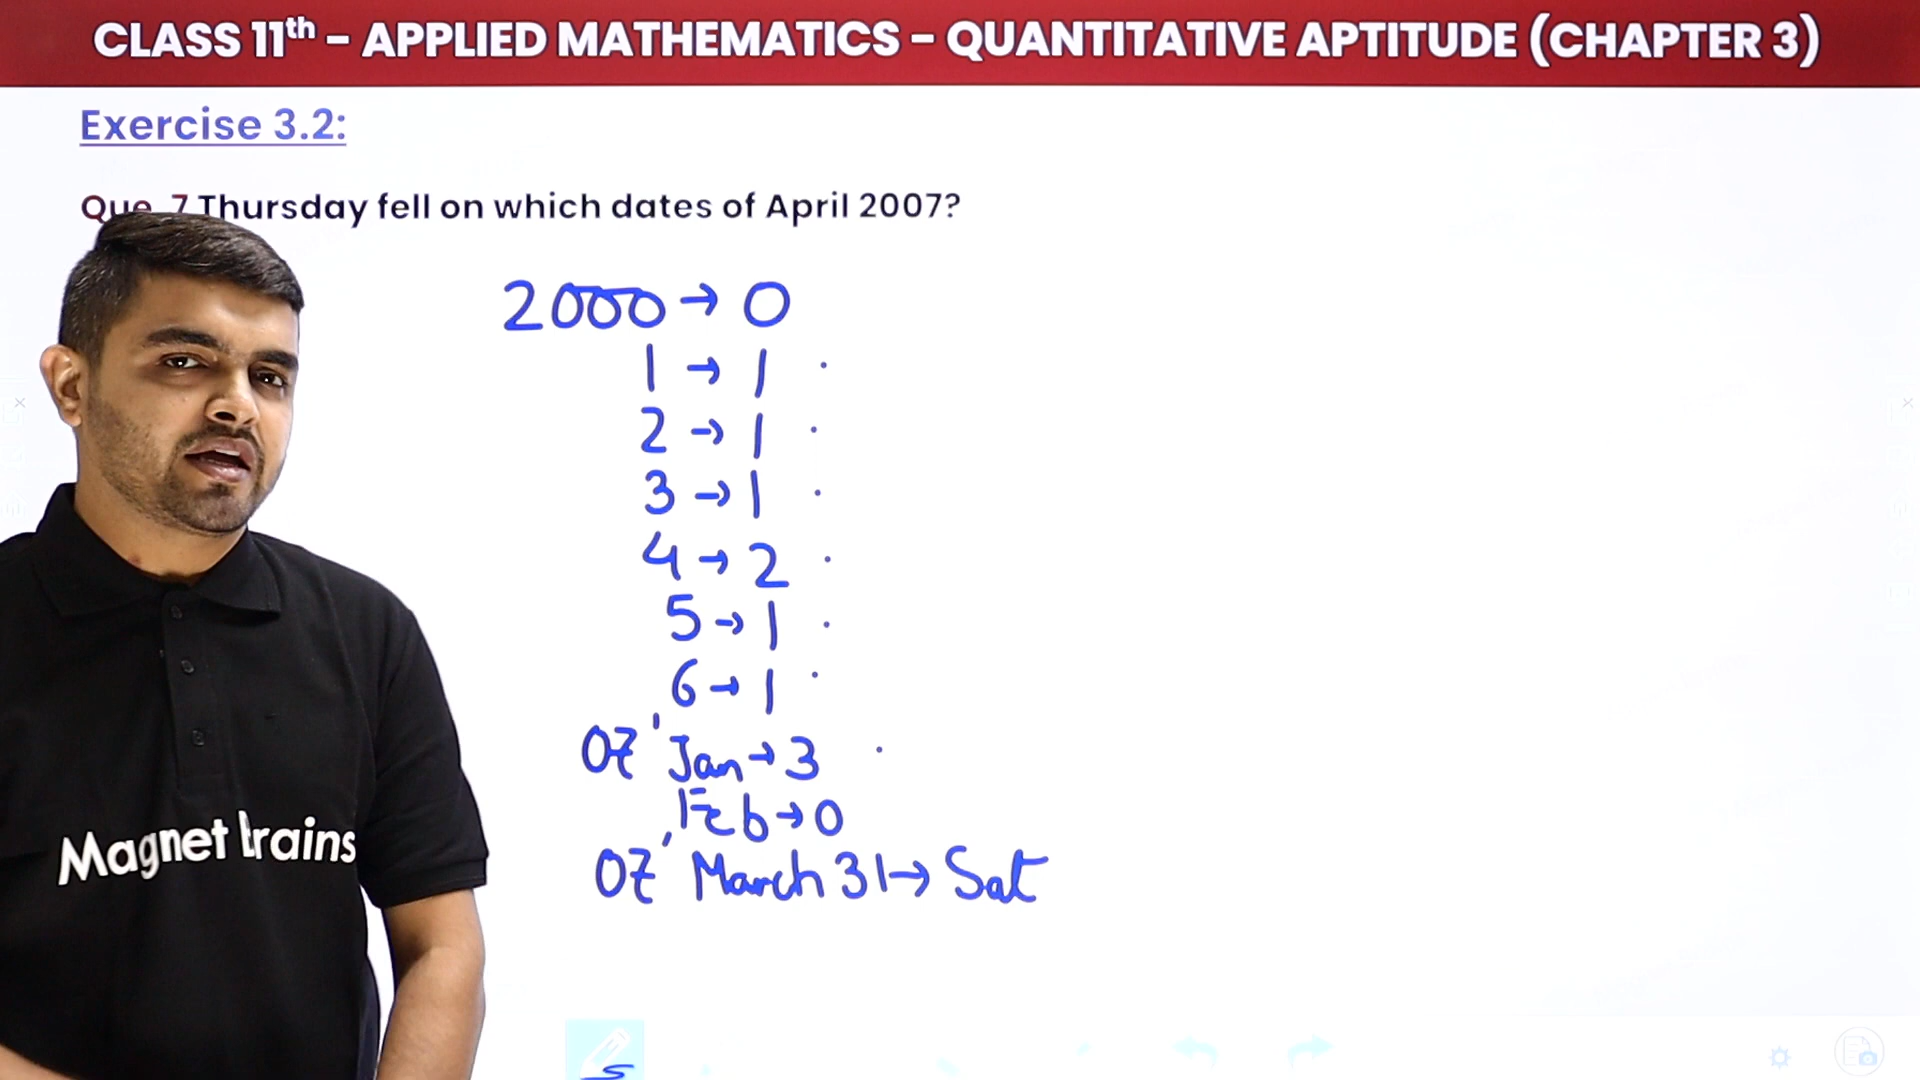 CLASS 11th - APPLIED MATHEMATICS - QUANTITATIVE APTITUDE (CHAPTER 3)
Exercise 3.2:
Que. 7 Thursday fell on which dates of April 2007?
2000 → 0
1 → 1
2 → 1
3 → 1
4 → 2
5 → 1
6 → 1
07' Jan → 3
Feb → 0
07' March 31 → Sat
Magnet Brains